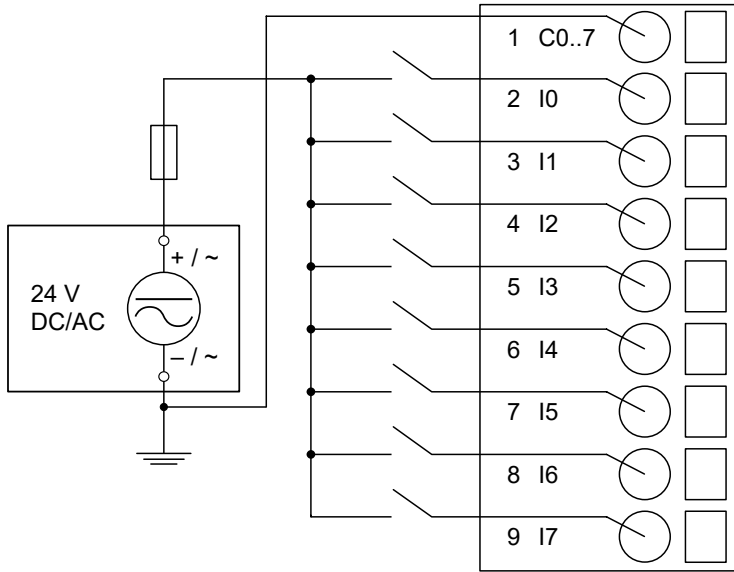 1 C0..7
2 I0
3 I1
4 I2
5 I3
6 I4
7 I5
8 I6
9 I7
+ / ~
24 V
DC/AC
– / ~